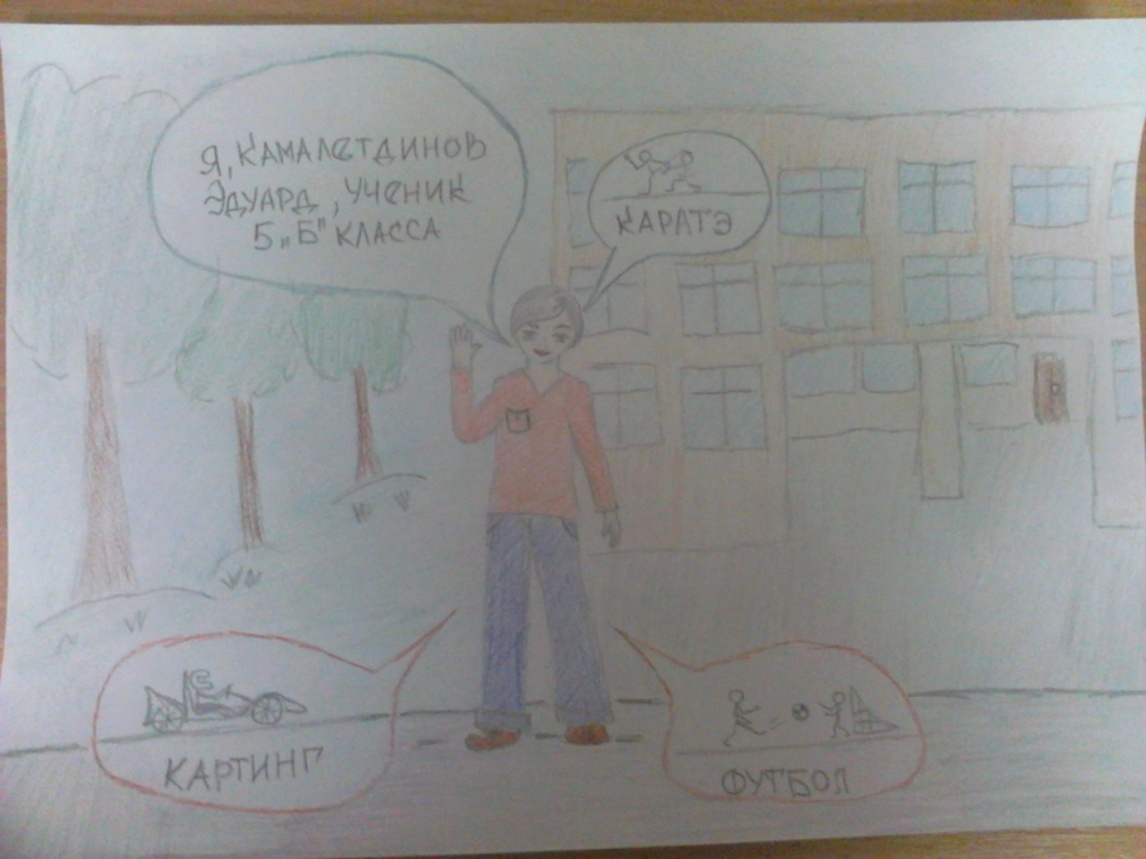 Я, КАМАЛЕТДИНОВ
ЭДУАРД, УЧЕНИК
5 „Б" КЛАССА
КАРАТЭ
КАРТИНГ
ФУТБОЛ